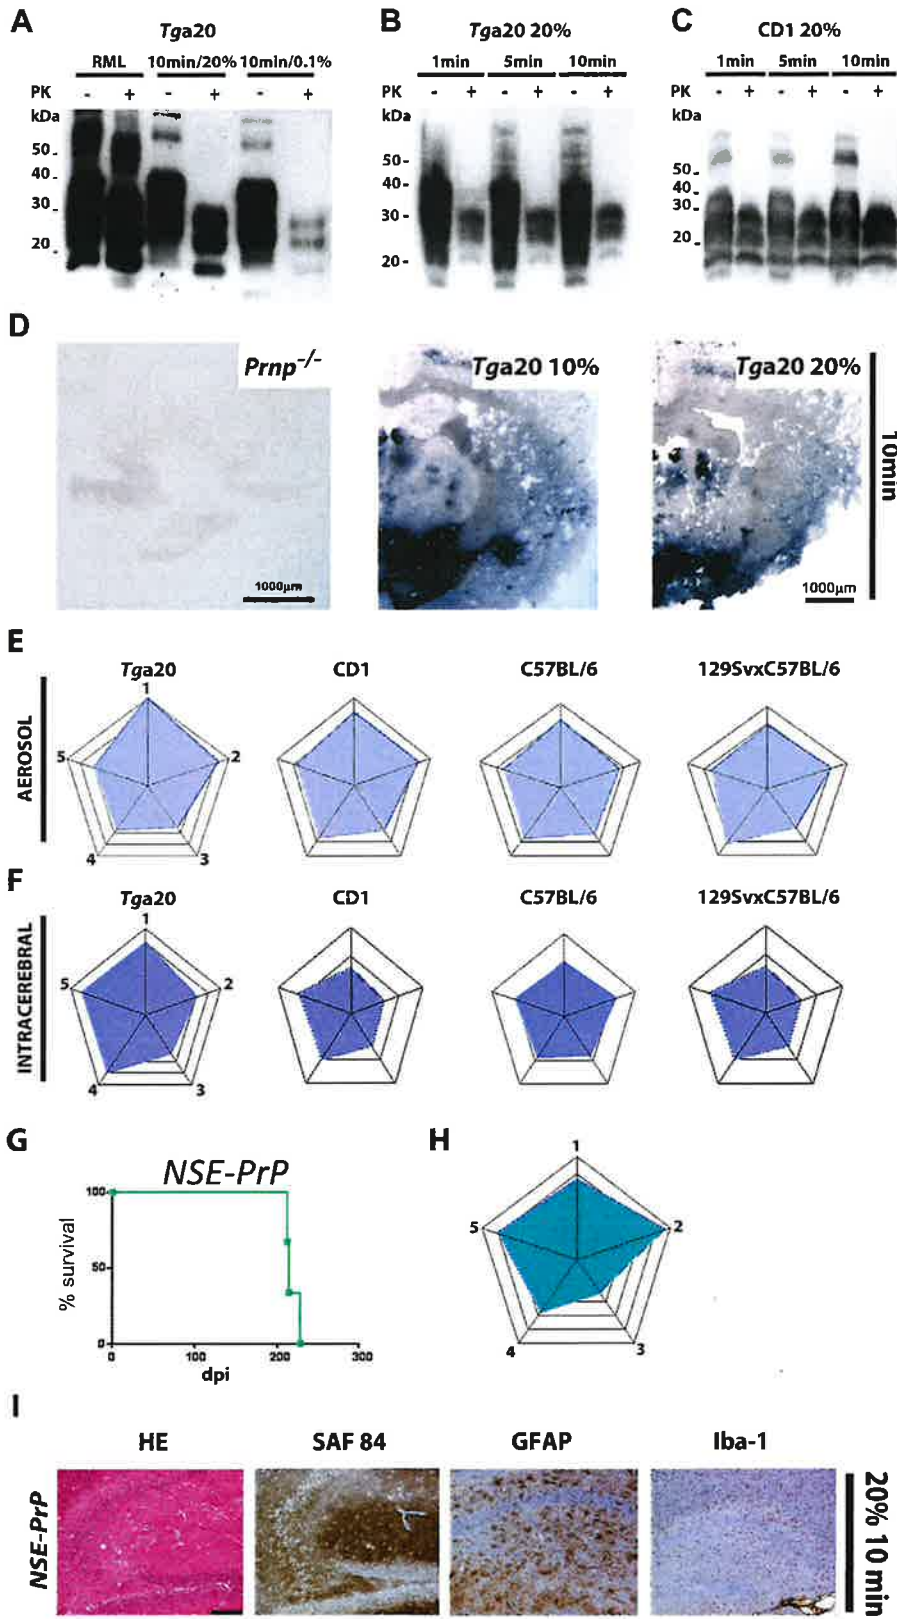 A
Tga20
RML 10min/20% 10min/0.1%
PK - + - + - +
kDa
50
40
30
20
B
Tga20 20%
1min 5min 10min
PK - + - + - +
kDa
50
40
30
20
C
CD1 20%
1min 5min 10min
PK - + - + - +
kDa
50
40
30
20
D
Prnp-/-
1000µm
Tga20 10%
Tga20 20%
1000µm
10min
E
AEROSOL
Tga20 CD1 C57BL/6 129SvxC57BL/6
1
5 2
4 3
F
INTRACEREBRAL
Tga20 CD1 C57BL/6 129SvxC57BL/6
1
5 2
4 3
G
NSE-PrP
% survival
100
50
0
0 100 200 300
dpi
H
1
5 2
4 3
I
HE SAF 84 GFAP Iba-1
NSE-PrP
20% 10 min